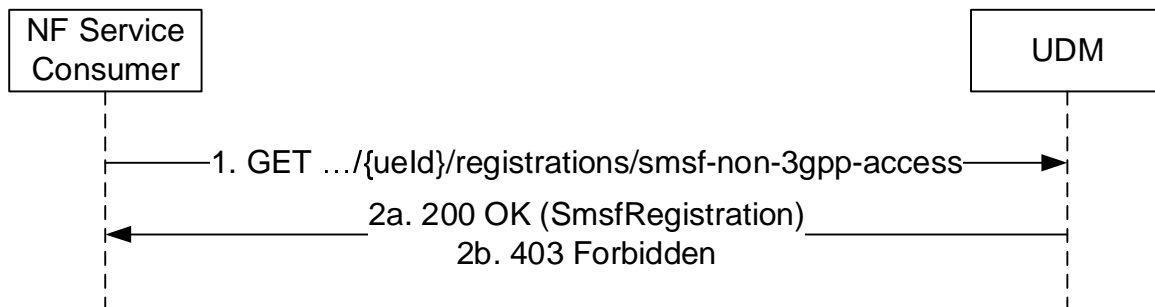 NF Service
Consumer
UDM
1. GET …/{ueId}/registrations/smsf-non-3gpp-access
2a. 200 OK (SmsfRegistration)
2b. 403 Forbidden